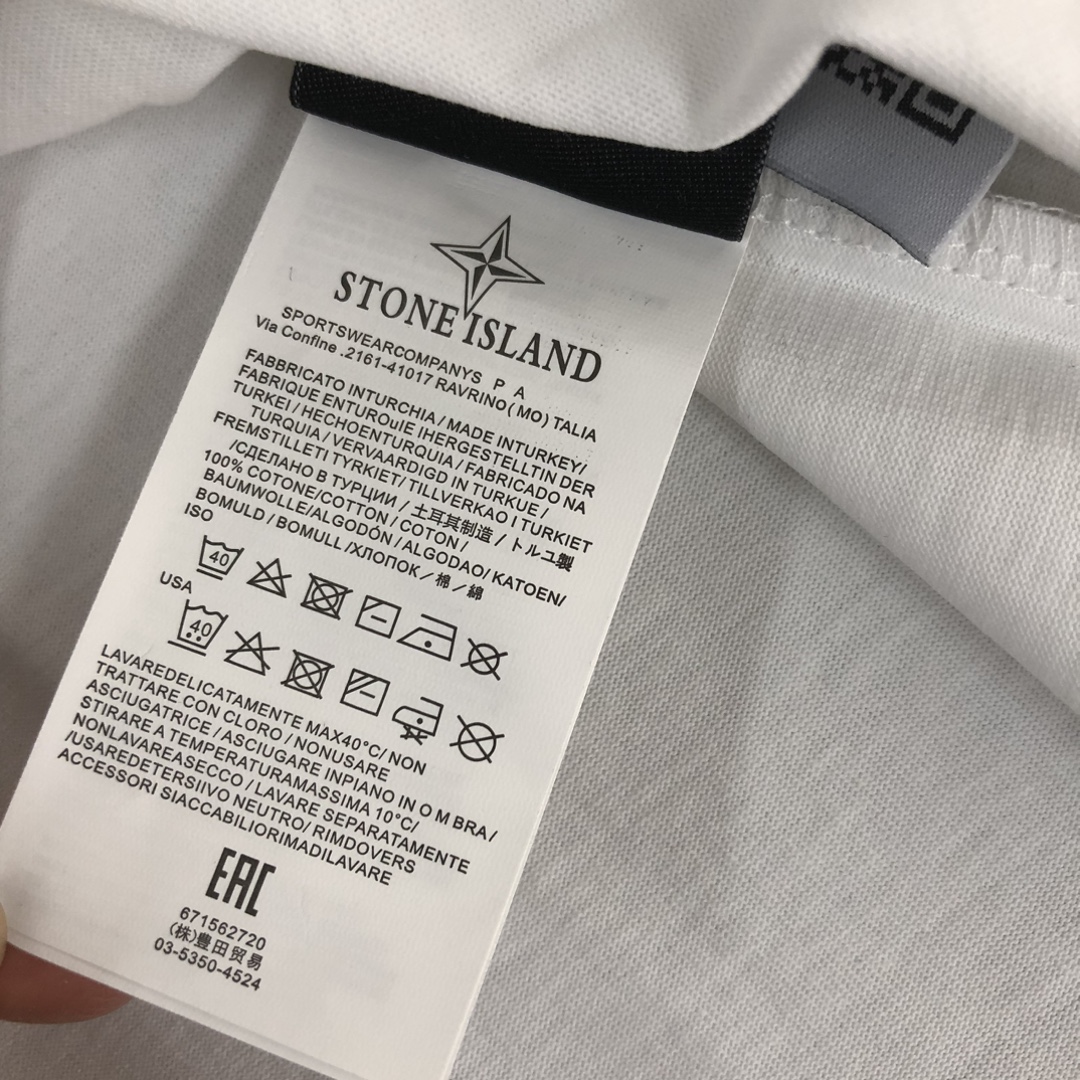 STONE ISLAND
SPORTSWEARCOMPANYS P A
Via Confine .2161-41017 RAVRINO(MO) TALIA
FABBRICATO INTURCHIA / MADE INTURKEY/
FABRIQUE ENTUROuIE IHERGESTELLTIN DER
TURKEI / HECHOENTURQUIA / FABRICADO NA
TURQUIA / VERVAARDIGD IN TURKUE /
FREMSTILLETI TYRKIET/ TILLVERKAO I TURKIET
/СДЕЛАНО В ТУРЦИИ / 土耳其制造 / トルユ製
100% COTONE/COTTON / COTON /
BAUMWOLLE/ALGODÓN / ALGODAO/ KATOEN/
BOMULD / BOMULL /ХЛОПОК / 棉 / 綿
ISO
40
USA
40
LAVAREDELICATAMENTE MAX40°C/ NON
TRATTARE CON CLORO / NONUSARE
ASCIUGATRICE / ASCIUGARE INPIANO IN O M BRA /
STIRARE A TEMPERATURAMASSIMA 10°C/
NONLAVAREASECCO / LAVARE SEPARATAMENTE
/USAREDETERSIIVO NEUTRO/ RIMDOVERS
ACCESSORI SIACCABILIORIMADILAVARE
EAC
671562720
(株)豊田贸易
03-5350-4524